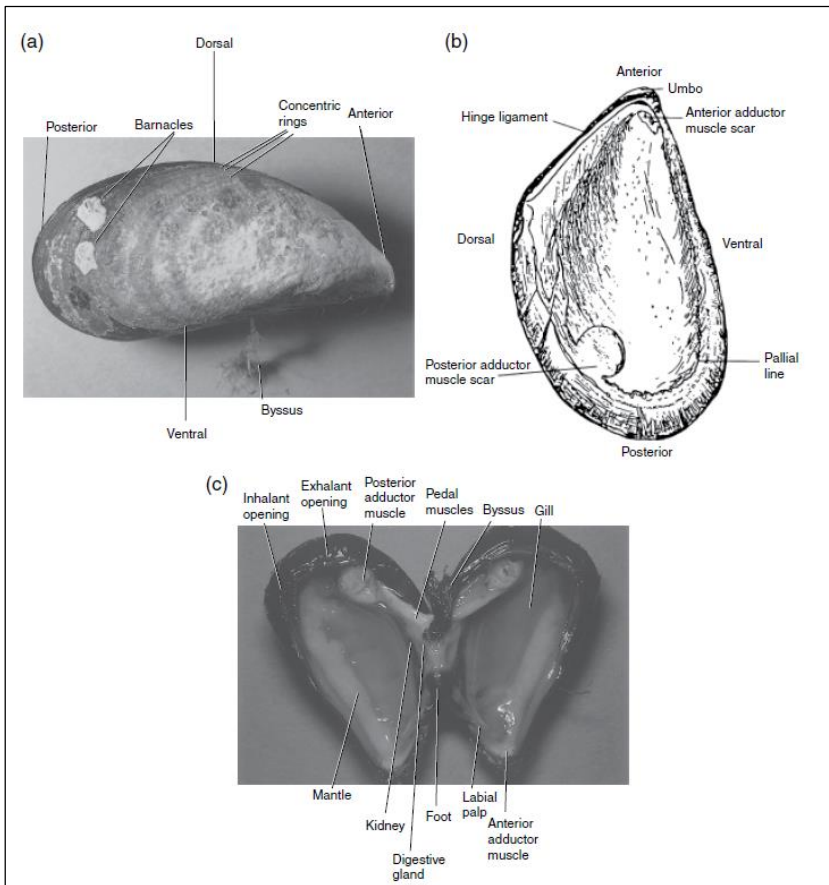 (a)
Dorsal
Posterior
Barnacles
Concentric
rings
Anterior
Byssus
Ventral
(b)
Anterior
Umbo
Hinge ligament
Anterior adductor
muscle scar
Dorsal
Ventral
Posterior adductor
muscle scar
Pallial
line
Posterior
(c)
Inhalant
opening
Exhalant
opening
Posterior
adductor
muscle
Pedal
muscles
Byssus
Gill
Mantle
Kidney
Digestive
gland
Foot
Labial
palp
Anterior
adductor
muscle